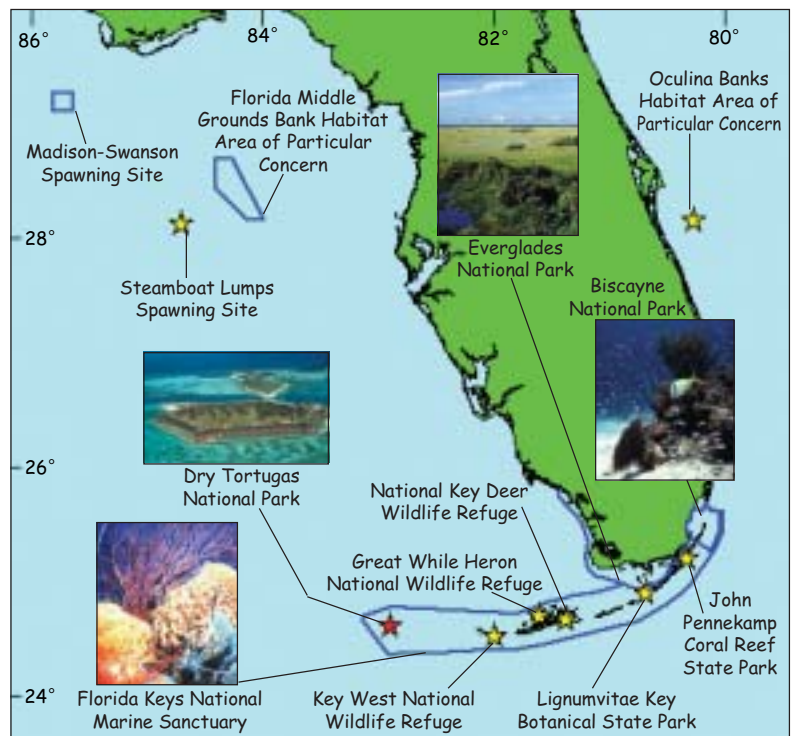 86°
84°
82°
80°
Madison-Swanson
Spawning Site
Florida Middle
Grounds Bank Habitat
Area of Particular
Concern
Oculina Banks
Habitat Area of
Particular Concern
28°
Steamboat Lumps
Spawning Site
Everglades
National Park
Biscayne
National Park
26°
Dry Tortugas
National Park
National Key Deer
Wildlife Refuge
Great While Heron
National Wildlife Refuge
John
Pennekamp
Coral Reef
State Park
24°
Florida Keys National
Marine Sanctuary
Key West National
Wildlife Refuge
Lignumvitae Key
Botanical State Park